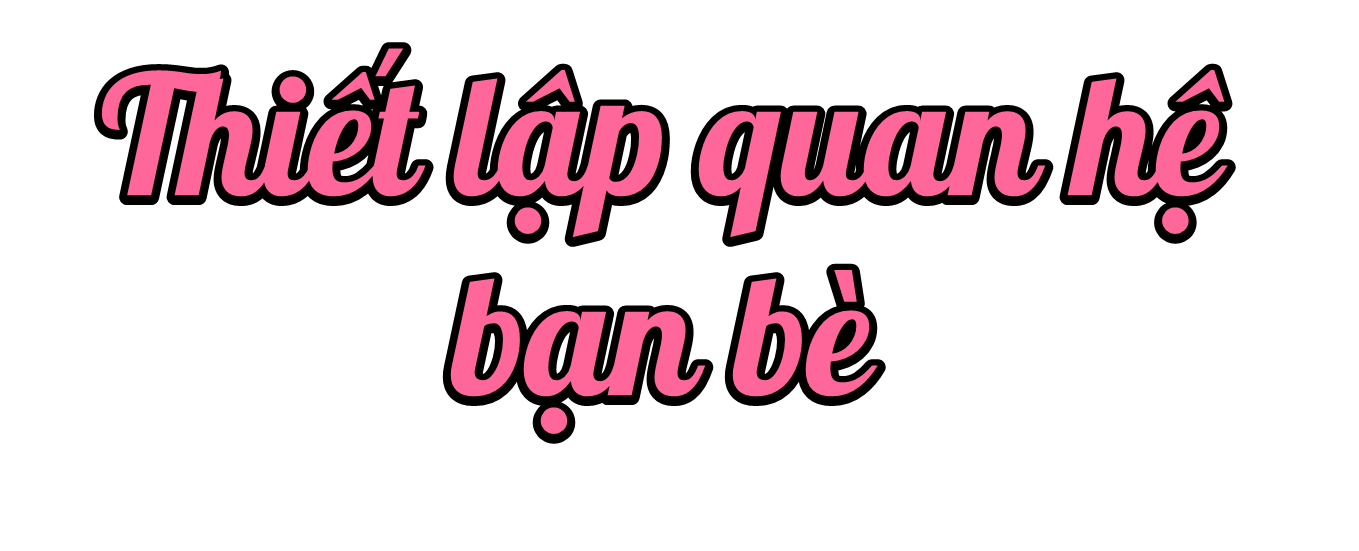 Thiết lập quan hệ
bạn bè